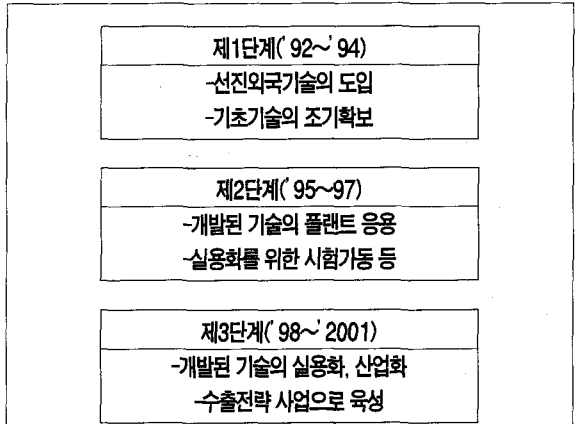 제1단계('92～'94)
-선진외국기술의 도입
-기초기술의 조기확보
제2단계('95～97)
-개발된 기술의 플랜트 응용
-실용화를 위한 시험가동 등
제3단계('98～'2001)
-개발된 기술의 실용화, 산업화
-수출전략 사업으로 육성